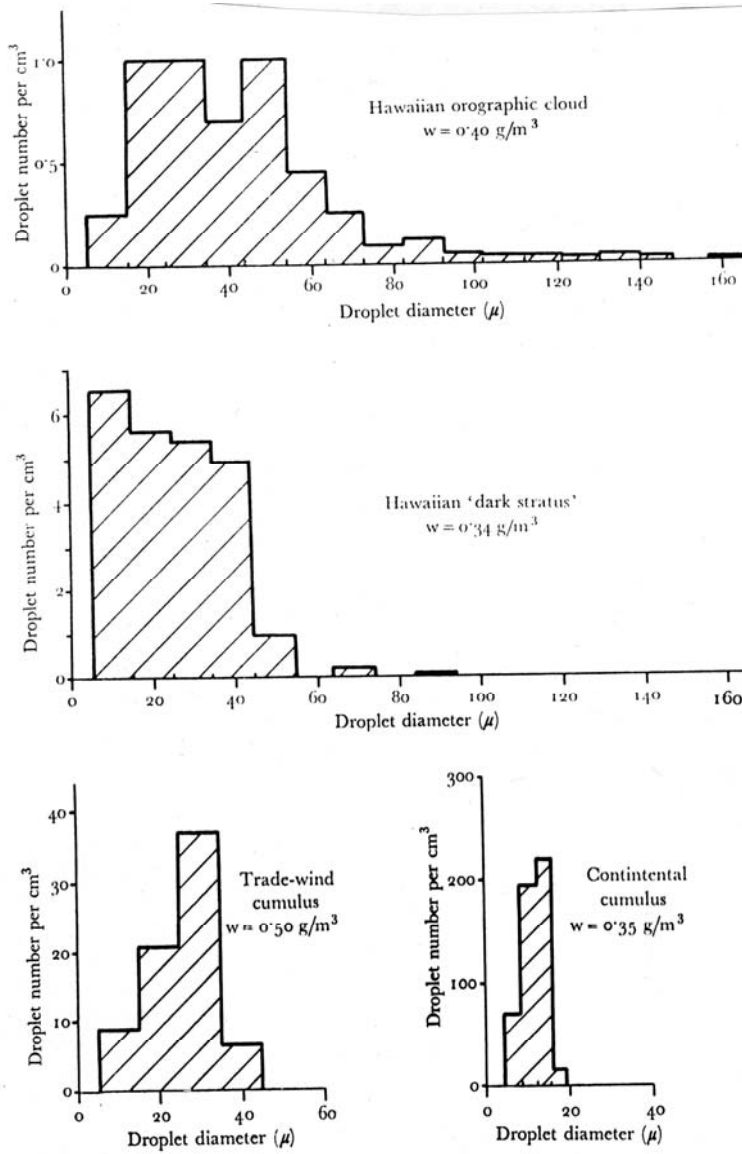 Droplet number per cm³
1·0
0·5
0
Hawaiian orographic cloud
w = 0·40 g/m³
0 20 40 60 80 100 120 140 160
Droplet diameter (μ)
Droplet number per cm³
6
4
2
0
Hawaiian ‘dark stratus’
w = 0·34 g/m³
0 20 40 60 80 100 120 140 160
Droplet diameter (μ)
Droplet number per cm³
40
30
20
10
0
Trade-wind
cumulus
w = 0·50 g/m³
0 20 40 60
Droplet diameter (μ)
Droplet number per cm³
300
200
100
0
Contintental
cumulus
w = 0·35 g/m³
0 20 40
Droplet diameter (μ)